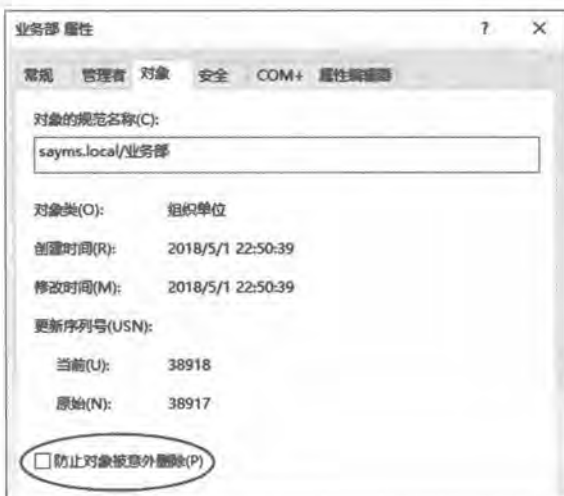 业务部 属性 ? ×
常规 管理者 对象 安全 COM+ 属性编辑器
对象的规范名称(C):
sayms.local/业务部
对象类(O): 组织单位
创建时间(R): 2018/5/1 22:50:39
修改时间(M): 2018/5/1 22:50:39
更新序列号(USN):
当前(U): 38918
原始(N): 38917
防止对象被意外删除(P)